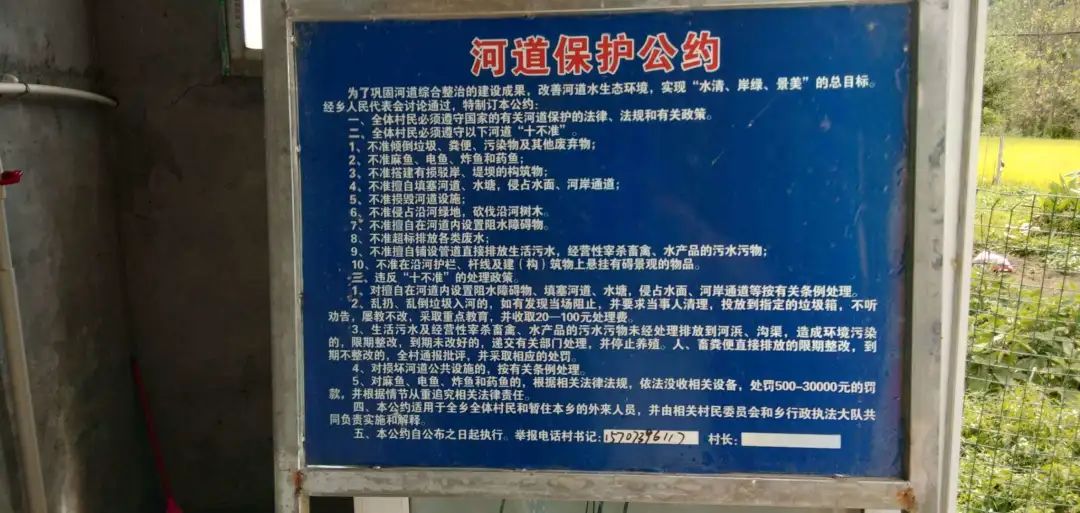 河道保护公约
为了巩固河道综合整治的建设成果，改善河道水生态环境，实现“水清、岸绿、景美”的总目标。
经乡人民代表会讨论通过，特制订本公约：
一、全体村民必须遵守国家的有关河道保护的法律、法规和有关政策。
二、全体村民必须遵守以下河道“十不准”。
1、不准倾倒垃圾、粪便、污染物及其他废弃物；
2、不准麻鱼、电鱼、炸鱼和药鱼；
3、不准搭建有损驳岸、堤坝的构筑物；
4、不准擅自填塞河道、水塘，侵占水面、河岸通道；
5、不准损毁河道设施；
6、不准侵占沿河绿地，砍伐沿河树木。
7、不准擅自在河道内设置阻水障碍物。
8、不准超标排放各类废水；
9、不准擅自铺设管道直接排放生活污水，经营性宰杀畜禽、水产品的污水污物；
10、不准在沿河护栏、杆线及建（构）筑物上悬挂有碍景观的物品。
三、违反“十不准”的处理政策。
1、对擅自在河道内设置阻水障碍物、填塞河道、水塘，侵占水面、河岸通道等按有关条例处理。
2、乱扔、乱倒垃圾入河的，如有发现当场阻止，并要求当事人清理，投放到指定的垃圾箱，不听
劝告，屡教不改，采取重点教育，并收取20—100元处理费。
3、生活污水及经营性宰杀畜禽、水产品的污水污物未经处理排放到河浜、沟渠，造成环境污染
的，限期整改，到期未改好的，递交有关部门处理，并停止养殖。人、畜粪便直接排放的限期整改，到
期不整改的，全村通报批评，并采取相应的处罚。
4、对损坏河道公共设施的，按有关条例处理。
5、对麻鱼、电鱼、炸鱼和药鱼的，根据相关法律法规，依法没收相关设备，处罚500-30000元的罚
款，并根据情节从重追究相关法律责任。
四、本公约适用于全乡全体村民和暂住本乡的外来人员，并由相关村民委员会和乡行政执法大队共
同负责实施和解释。
五、本公约自公布之日起执行。举报电话村书记：15702396117 村长：